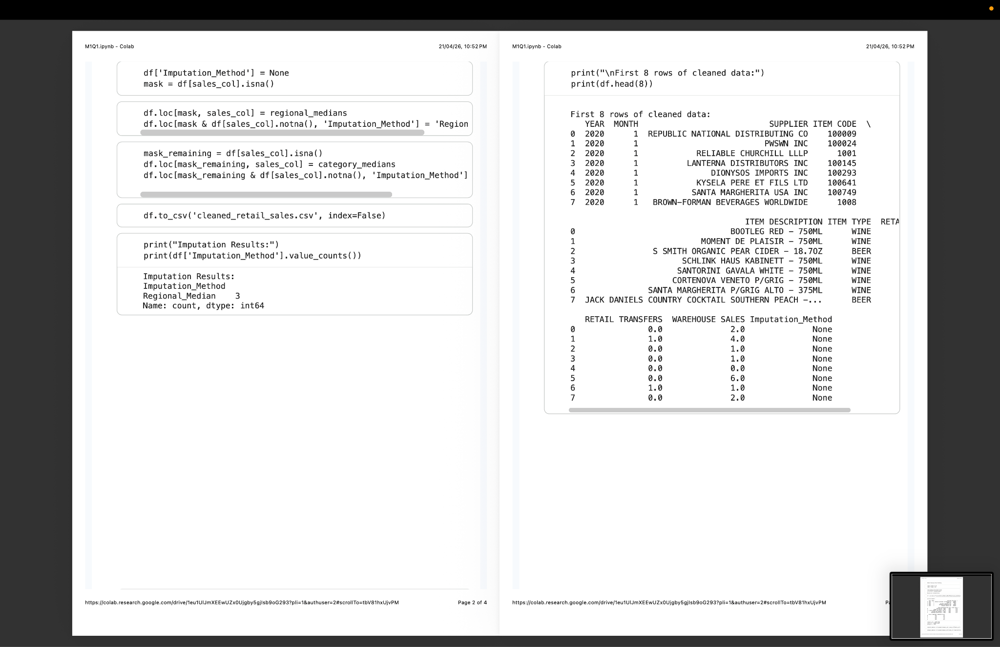 M1Q1.ipynb - Colab
21/04/26, 10:52 PM
df['Imputation_Method'] = None
mask = df[sales_col].isna()
df.loc[mask, sales_col] = regional_medians
df.loc[mask & df[sales_col].notna(), 'Imputation_Method'] = 'Region
mask_remaining = df[sales_col].isna()
df.loc[mask_remaining, sales_col] = category_medians
df.loc[mask_remaining & df[sales_col].notna(), 'Imputation_Method']
df.to_csv('cleaned_retail_sales.csv', index=False)
print("Imputation Results:")
print(df['Imputation_Method'].value_counts())
Imputation Results:
Imputation_Method
Regional_Median    3
Name: count, dtype: int64
https://colab.research.google.com/drive/1eu1UIJmXEEwUZx0Ujgby5gjIsb9oG293?pli=1&authuser=2#scrollTo=tbV81hxUjvPM
Page 2 of 4
M1Q1.ipynb - Colab
21/04/26, 10:52 PM
print("\nFirst 8 rows of cleaned data:")
print(df.head(8))
First 8 rows of cleaned data:
   YEAR  MONTH                           SUPPLIER ITEM CODE  \
0  2020      1  REPUBLIC NATIONAL DISTRIBUTING CO    100009
1  2020      1                          PWSWN INC    100024
2  2020      1            RELIABLE CHURCHILL LLLP      1001
3  2020      1          LANTERNA DISTRIBUTORS INC    100145
4  2020      1               DIONYSOS IMPORTS INC    100293
5  2020      1            KYSELA PERE ET FILS LTD    100641
6  2020      1           SANTA MARGHERITA USA INC    100749
7  2020      1   BROWN-FORMAN BEVERAGES WORLDWIDE      1008
                                    ITEM DESCRIPTION ITEM TYPE  RETA
0                                BOOTLEG RED - 750ML      WINE
1                          MOMENT DE PLAISIR - 750ML      WINE
2                S SMITH ORGANIC PEAR CIDER - 18.7OZ      BEER
3                      SCHLINK HAUS KABINETT - 750ML      WINE
4                     SANTORINI GAVALA WHITE - 750ML      WINE
5                    CORTENOVA VENETO P/GRIG - 750ML      WINE
6               SANTA MARGHERITA P/GRIG ALTO - 375ML      WINE
7  JACK DANIELS COUNTRY COCKTAIL SOUTHERN PEACH -...      BEER
   RETAIL TRANSFERS  WAREHOUSE SALES Imputation_Method
0               0.0              2.0              None
1               1.0              4.0              None
2               0.0              1.0              None
3               0.0              1.0              None
4               0.0              0.0              None
5               0.0              6.0              None
6               1.0              1.0              None
7               0.0              2.0              None
https://colab.research.google.com/drive/1eu1UIJmXEEwUZx0Ujgby5gjIsb9oG293?pli=1&authuser=2#scrollTo=tbV81hxUjvPM